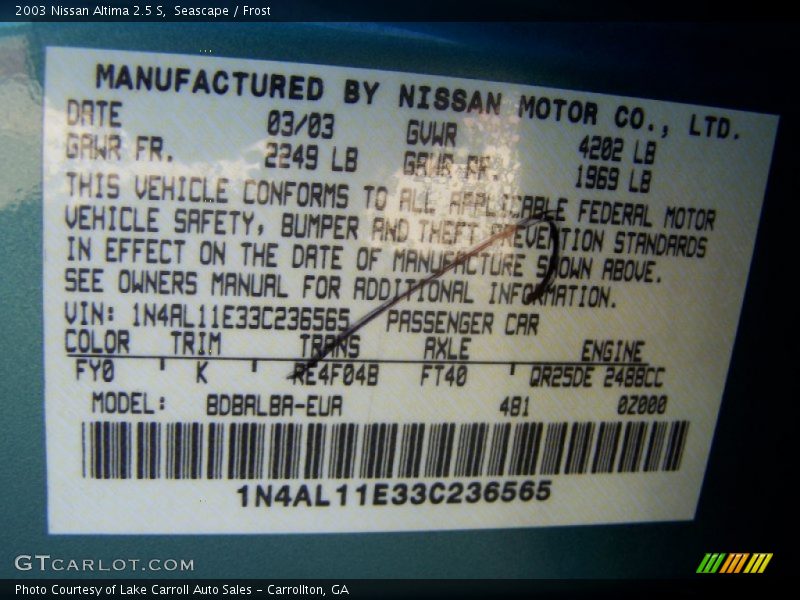 2003 Nissan Altima 2.5 S, Seascape / Frost
MANUFACTURED BY NISSAN MOTOR CO., LTD.
DATE 03/03 GVWR 4202 LB
GAWR FR. 2249 LB GAWR RR. 1969 LB
THIS VEHICLE CONFORMS TO ALL APPLICABLE FEDERAL MOTOR
VEHICLE SAFETY, BUMPER AND THEFT PREVENTION STANDARDS
IN EFFECT ON THE DATE OF MANUFACTURE SHOWN ABOVE.
SEE OWNERS MANUAL FOR ADDITIONAL INFORMATION.
VIN: 1N4AL11E33C236565 PASSENGER CAR
COLOR TRIM TRANS AXLE ENGINE
FY0 K RE4F04B FT40 QR25DE 2488CC
MODEL: BDBALBA-EUA 4B1 0Z000
1N4AL11E33C236565
GTCARLOT.COM
Photo Courtesy of Lake Carroll Auto Sales - Carrollton, GA